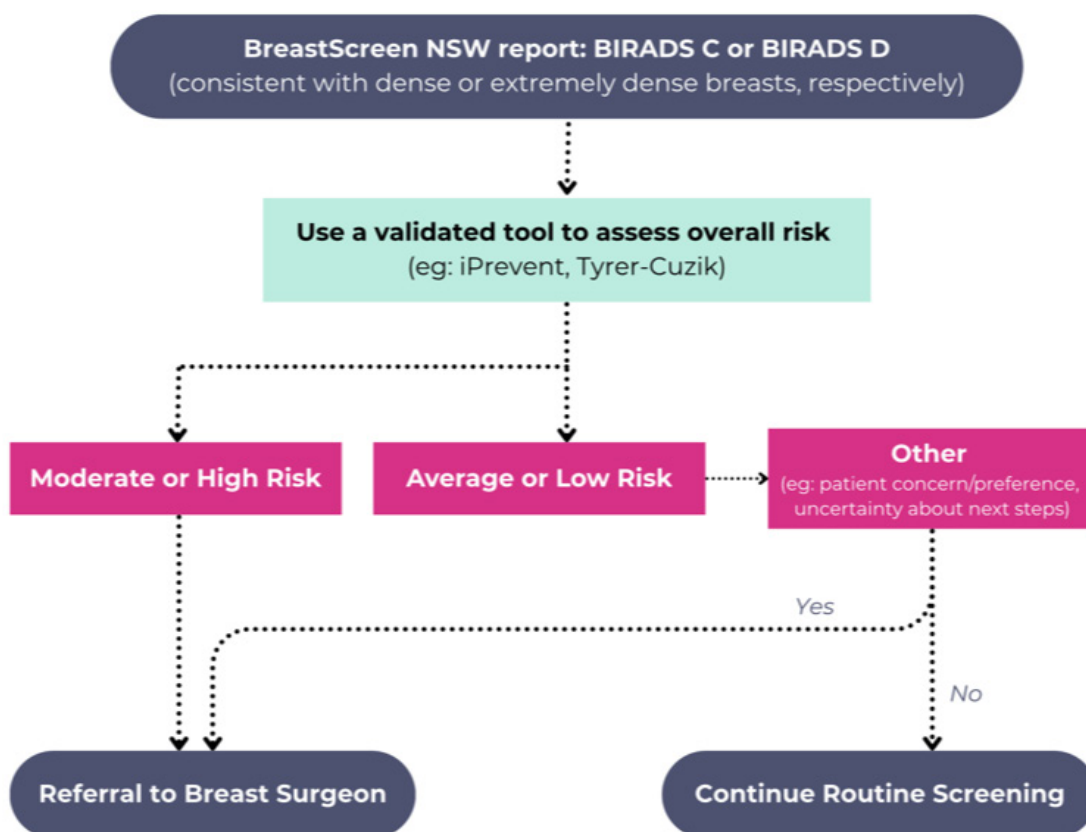 BreastScreen NSW report: BIRADS C or BIRADS D
(consistent with dense or extremely dense breasts, respectively)
Use a validated tool to assess overall risk
(eg: iPrevent, Tyrer-Cuzik)
Moderate or High Risk
Average or Low Risk
Other
(eg: patient concern/preference,
uncertainty about next steps)
Yes
No
Referral to Breast Surgeon
Continue Routine Screening